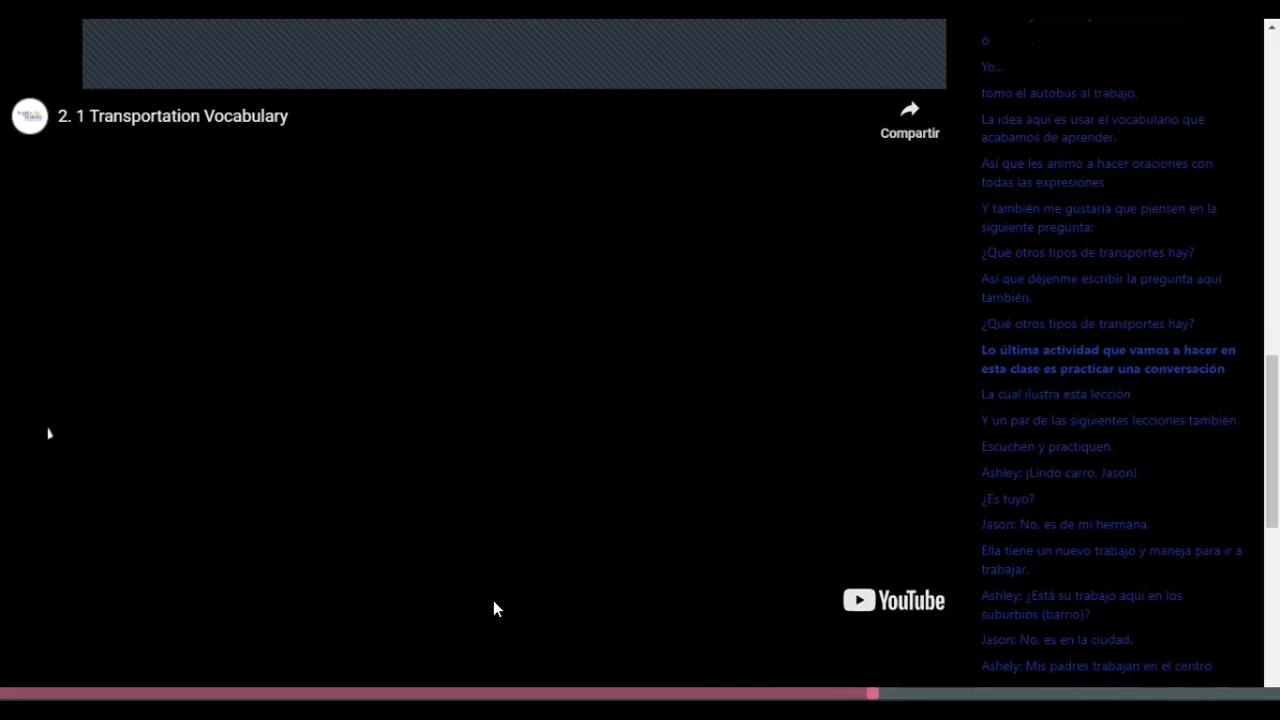 2. 1 Transportation Vocabulary
Compartir
YouTube
ó
.
Yo...
tomo el autobús al trabajo.
La idea aquí es usar el vocabulario que
acabamos de aprender.
Así que les animo a hacer oraciones con
todas las expresiones
Y también me gustaría que piensen en la
siguiente pregunta:
¿Qué otros tipos de transportes hay?
Así que déjenme escribir la pregunta aquí
también.
¿Qué otros tipos de transportes hay?
Lo última actividad que vamos a hacer en
esta clase es practicar una conversación
La cual ilustra esta lección
Y un par de las siguientes lecciones también.
Escuchen y practiquen.
Ashley: ¡Lindo carro, Jason!
¿Es tuyo?
Jason: No, es de mi hermana.
Ella tiene un nuevo trabajo y maneja para ir a
trabajar.
Ashley: ¿Está su trabajo aquí en los
suburbios (barrio)?
Jason: No, es en la ciudad.
Ashely: Mis padres trabajan en el centro